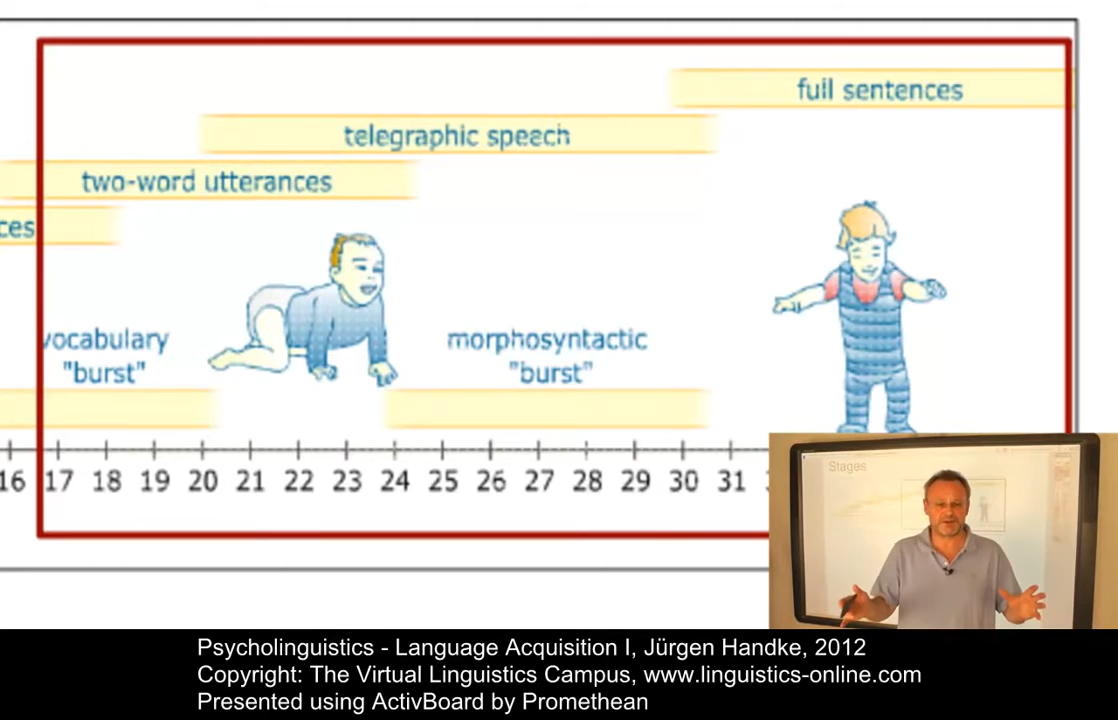 full sentences
telegraphic speech
two-word utterances
ces
vocabulary
"burst"
morphosyntactic
"burst"
16 17 18 19 20 21 22 23 24 25 26 27 28 29 30 31
Stages
Psycholinguistics - Language Acquisition I, Jürgen Handke, 2012
Copyright: The Virtual Linguistics Campus, www.linguistics-online.com
Presented using ActivBoard by Promethean